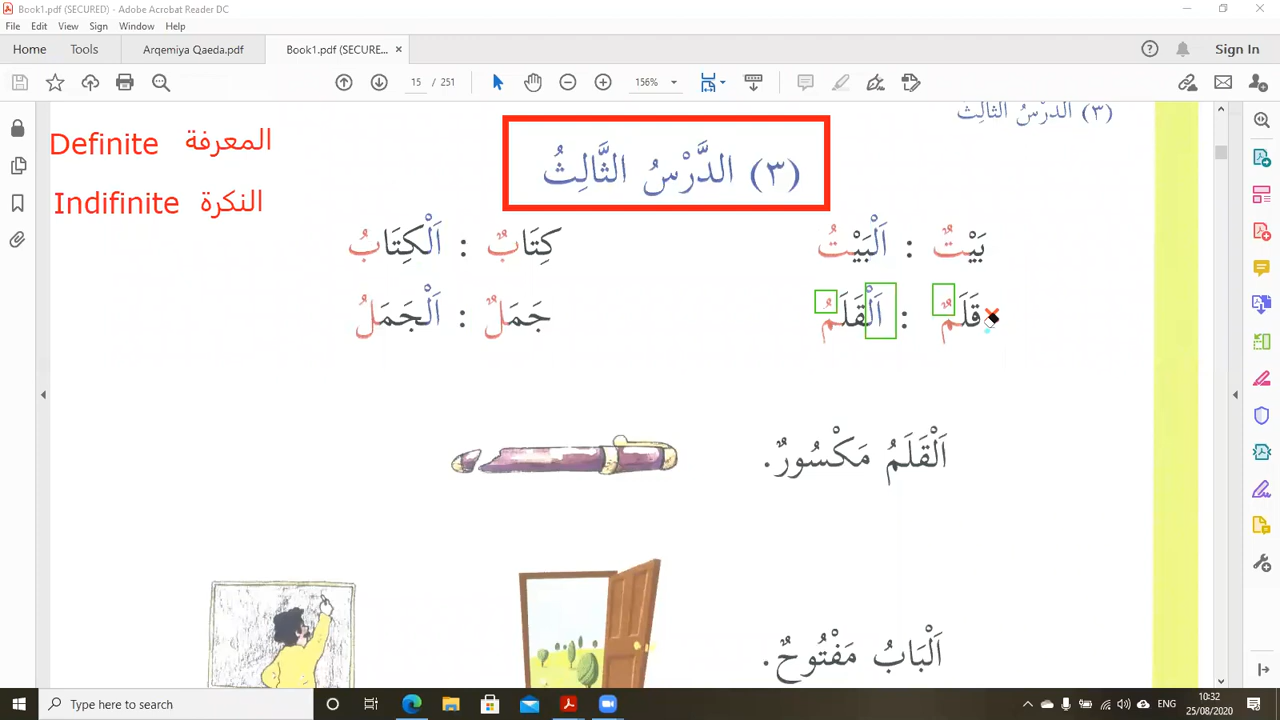 Book1.pdf (SECURED) - Adobe Acrobat Reader DC
File Edit View Sign Window Help
Home Tools Arqemiya Qaeda.pdf Book1.pdf (SECURE... ×
? Sign In
15 / 251 156%
(٣) الدَّرْسُ الثَّالِثُ
Definite المعرفة
(٣) الدَّرْسُ الثَّالِثُ
Indifinite النكرة
بَيْتٌ : اَلْبَيْتُ كِتَابٌ : اَلْكِتَابُ
قَلَمٌ : اَلْقَلَمُ جَمَلٌ : اَلْجَمَلُ
اَلْقَلَمُ مَكْسُورٌ.
اَلْبَابُ مَفْتُوحٌ.
Type here to search
ENG 10:32
25/08/2020